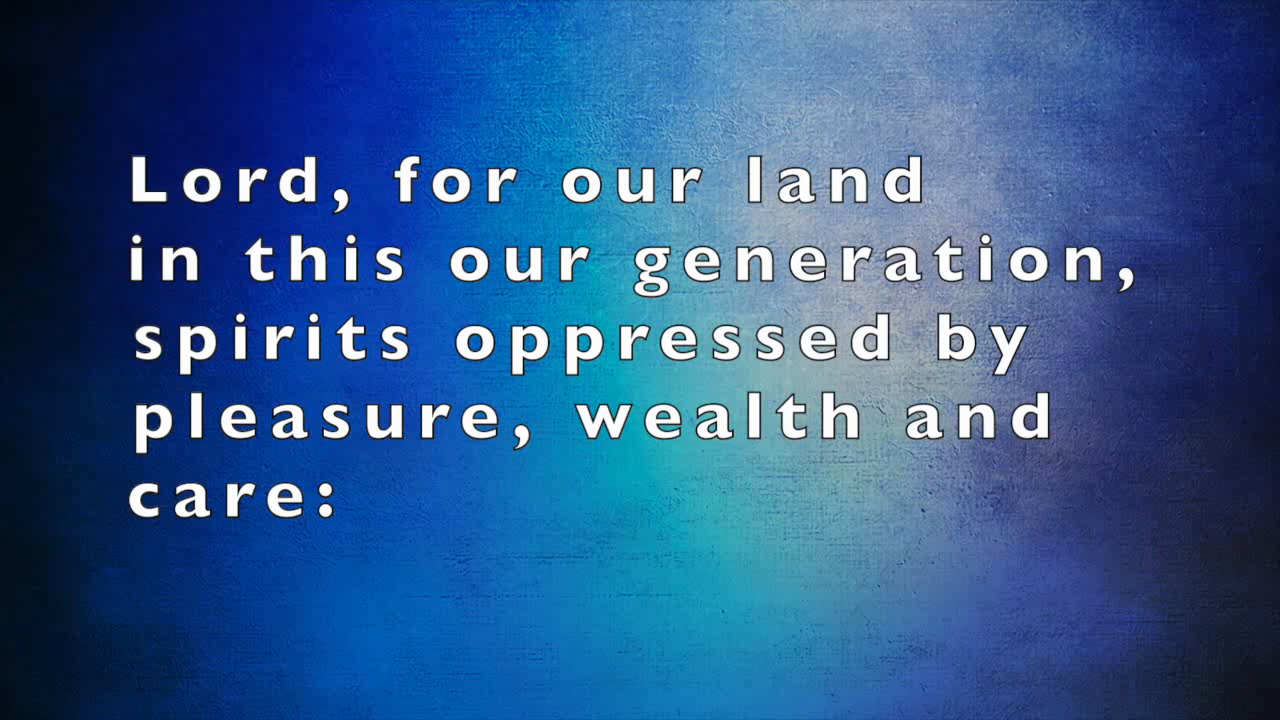 Lord, for our land
in this our generation,
spirits oppressed by
pleasure, wealth and
care: